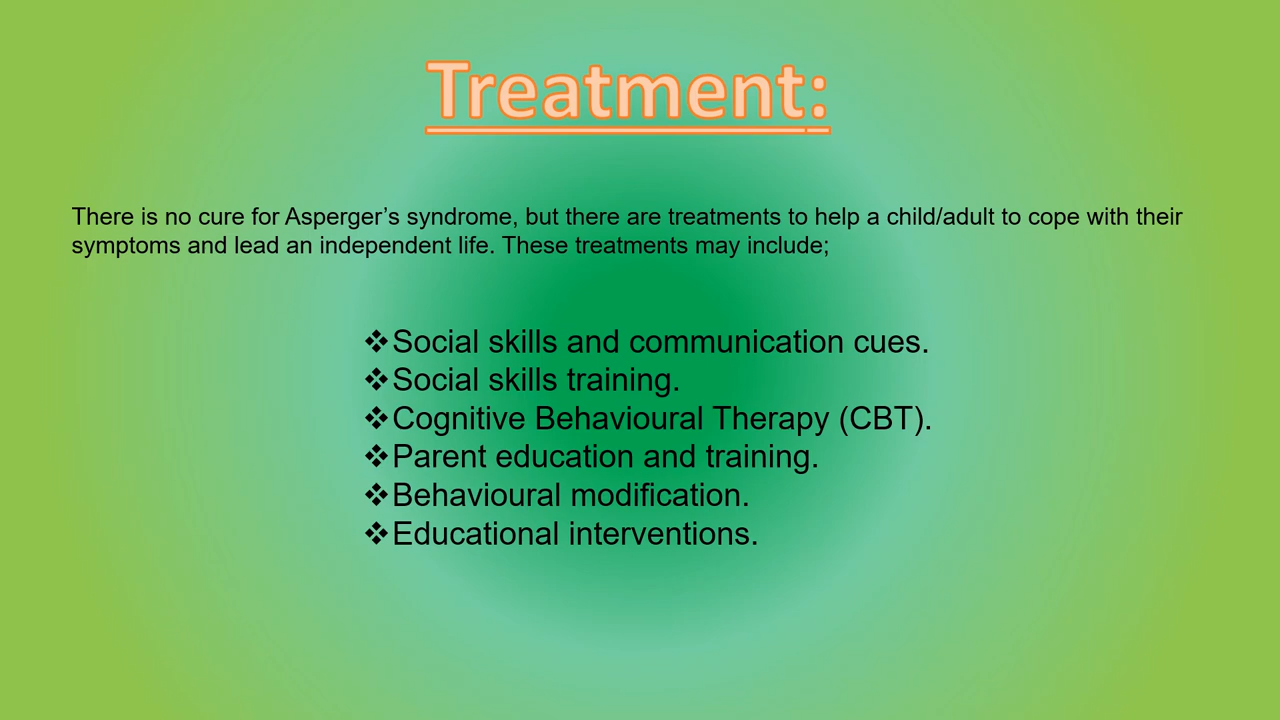 Treatment:
There is no cure for Asperger’s syndrome, but there are treatments to help a child/adult to cope with their
symptoms and lead an independent life. These treatments may include;
❖Social skills and communication cues.
❖Social skills training.
❖Cognitive Behavioural Therapy (CBT).
❖Parent education and training.
❖Behavioural modification.
❖Educational interventions.